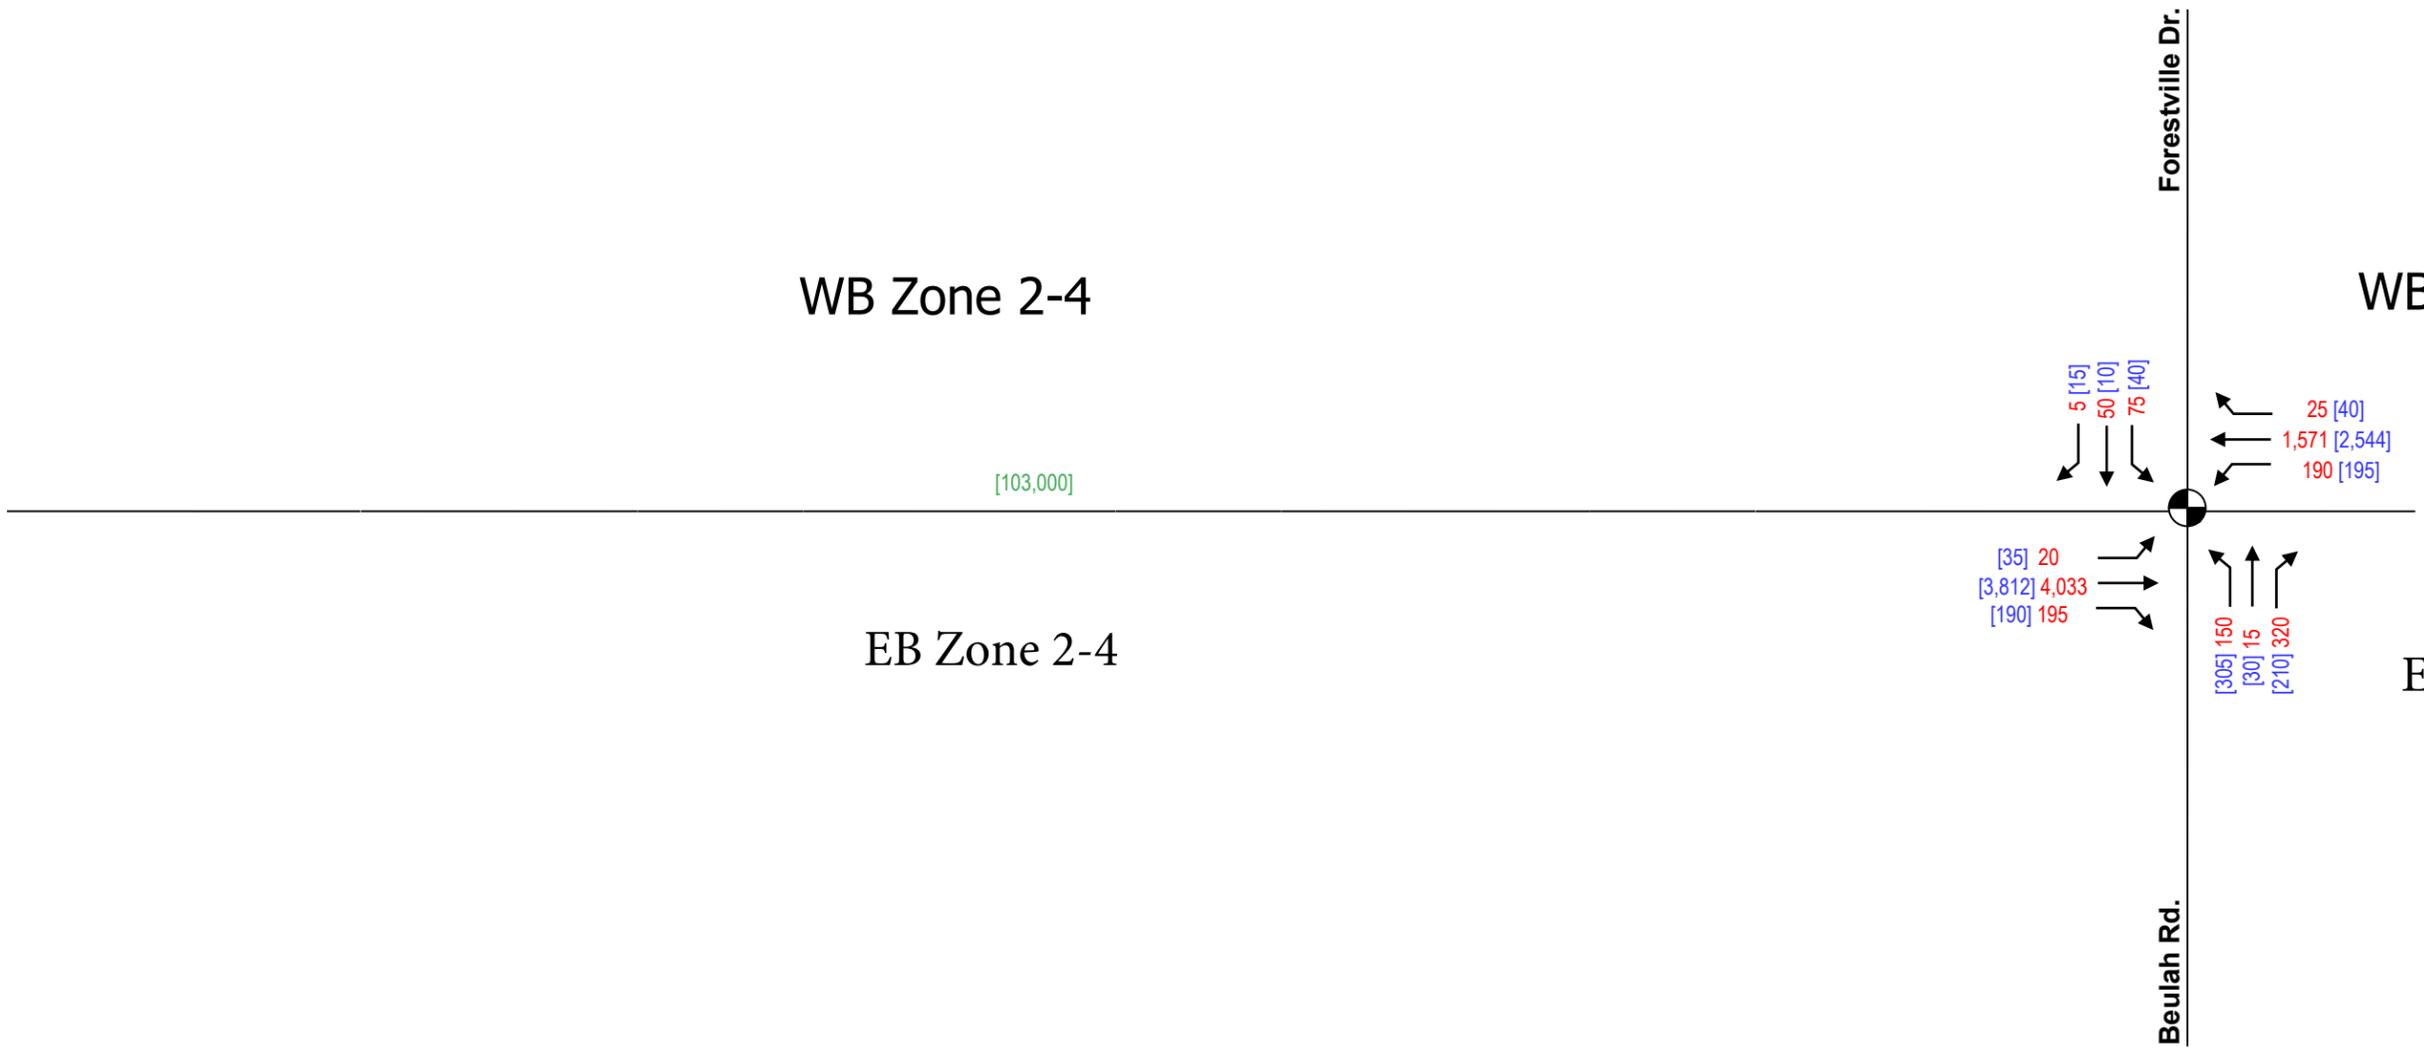 Forestville Dr.
WB Zone 2-4
WB
5 [15]
50 [10]
75 [40]
25 [40]
1,571 [2,544]
190 [195]
[103,000]
[35] 20
[3,812] 4,033
[190] 195
EB Zone 2-4
[305] 150
[30] 15
[210] 320
E
Beulah Rd.